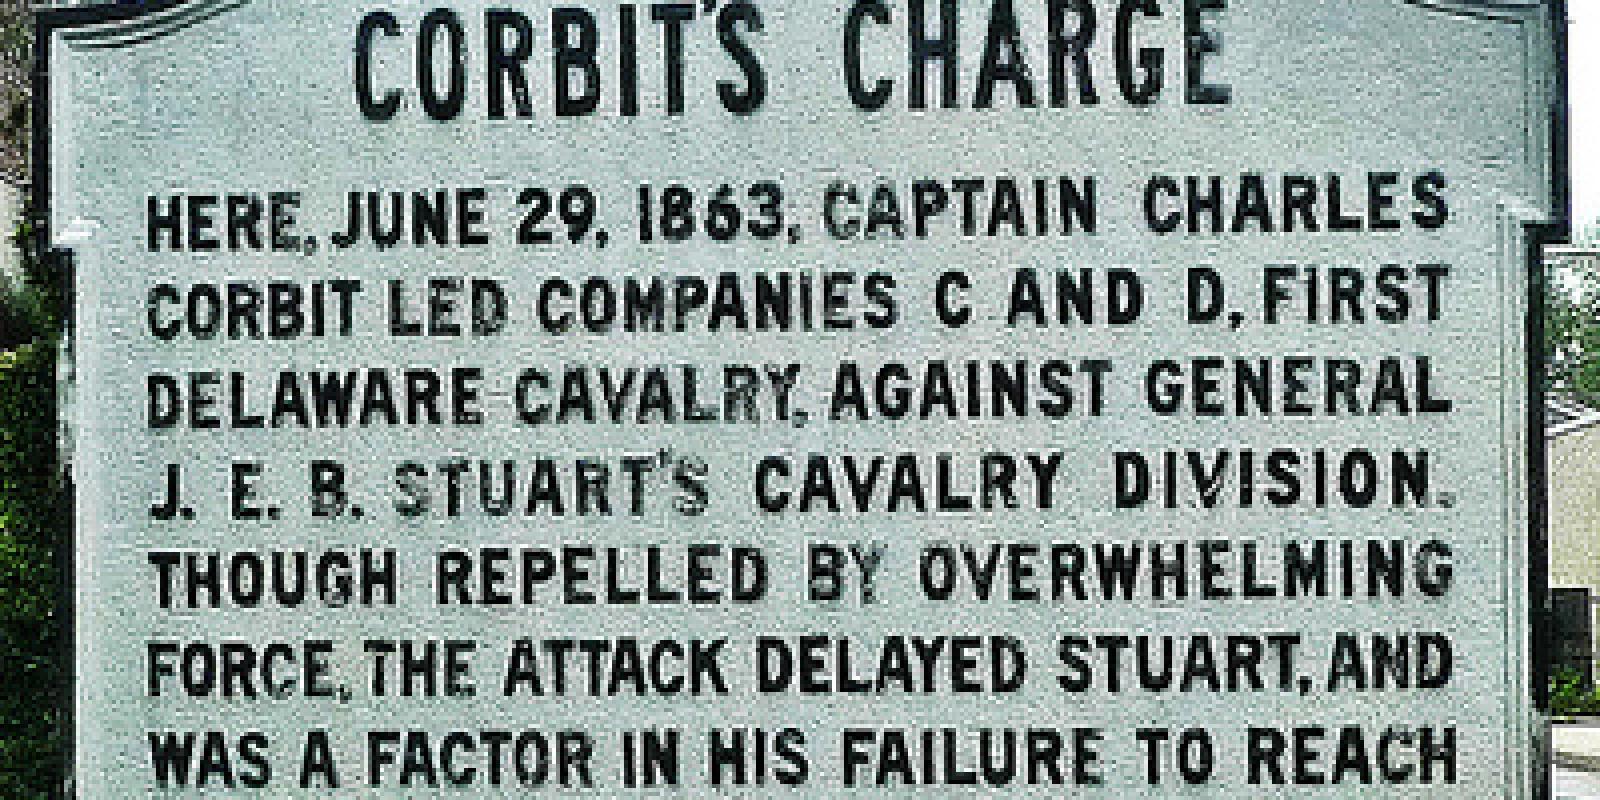 CORBIT'S CHARGE
HERE, JUNE 29, 1863, CAPTAIN CHARLES
CORBIT LED COMPANIES C AND D, FIRST
DELAWARE CAVALRY, AGAINST GENERAL
J. E. B. STUART'S CAVALRY DIVISION.
THOUGH REPELLED BY OVERWHELMING
FORCE, THE ATTACK DELAYED STUART, AND
WAS A FACTOR IN HIS FAILURE TO REACH